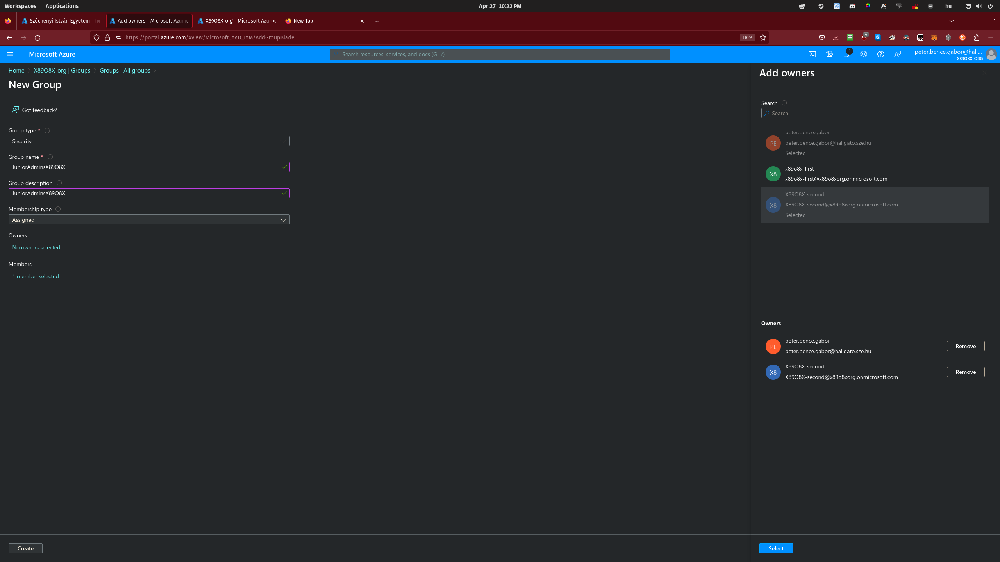 Workspaces Applications Apr 27 10:22 PM hu
Széchenyi István Egyetem - Add owners - Microsoft Azur X89O8X-org - Microsoft Azur New Tab
https://portal.azure.com/#view/Microsoft_AAD_IAM/AddGroupBlade 110% 4
Microsoft Azure Search resources, services, and docs (G+/) 1 peter.bence.gabor@hall...
X89O8X-ORG
Home X89O8X-org | Groups Groups | All groups
New Group
Got feedback?
Group type *
Security
Group name *
JuniorAdminsX89O8X
Group description
JuniorAdminsX89O8X
Membership type
Assigned
Owners
No owners selected
Members
1 member selected
Create
Add owners
Search
Search
PE
peter.bence.gabor
peter.bence.gabor@hallgato.sze.hu
Selected
X8
x89o8x-first
x89o8x-first@x89o8xorg.onmicrosoft.com
X8
X89O8X-second
X89O8X-second@x89o8xorg.onmicrosoft.com
Selected
Owners
PE
peter.bence.gabor
peter.bence.gabor@hallgato.sze.hu
Remove
X8
X89O8X-second
X89O8X-second@x89o8xorg.onmicrosoft.com
Remove
Select